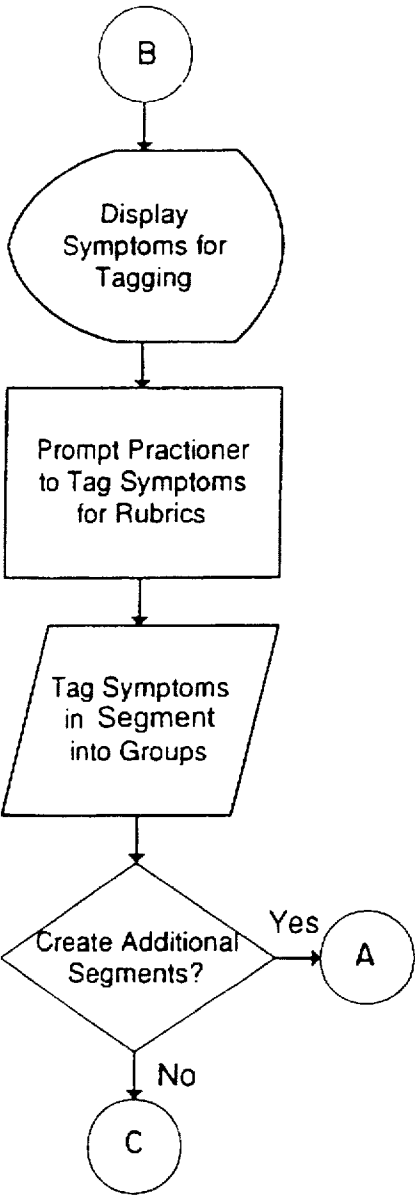 B
Display
Symptoms for
Tagging
Prompt Practioner
to Tag Symptoms
for Rubrics
Tag Symptoms
in Segment
into Groups
Create Additional
Segments?
Yes
A
No
C